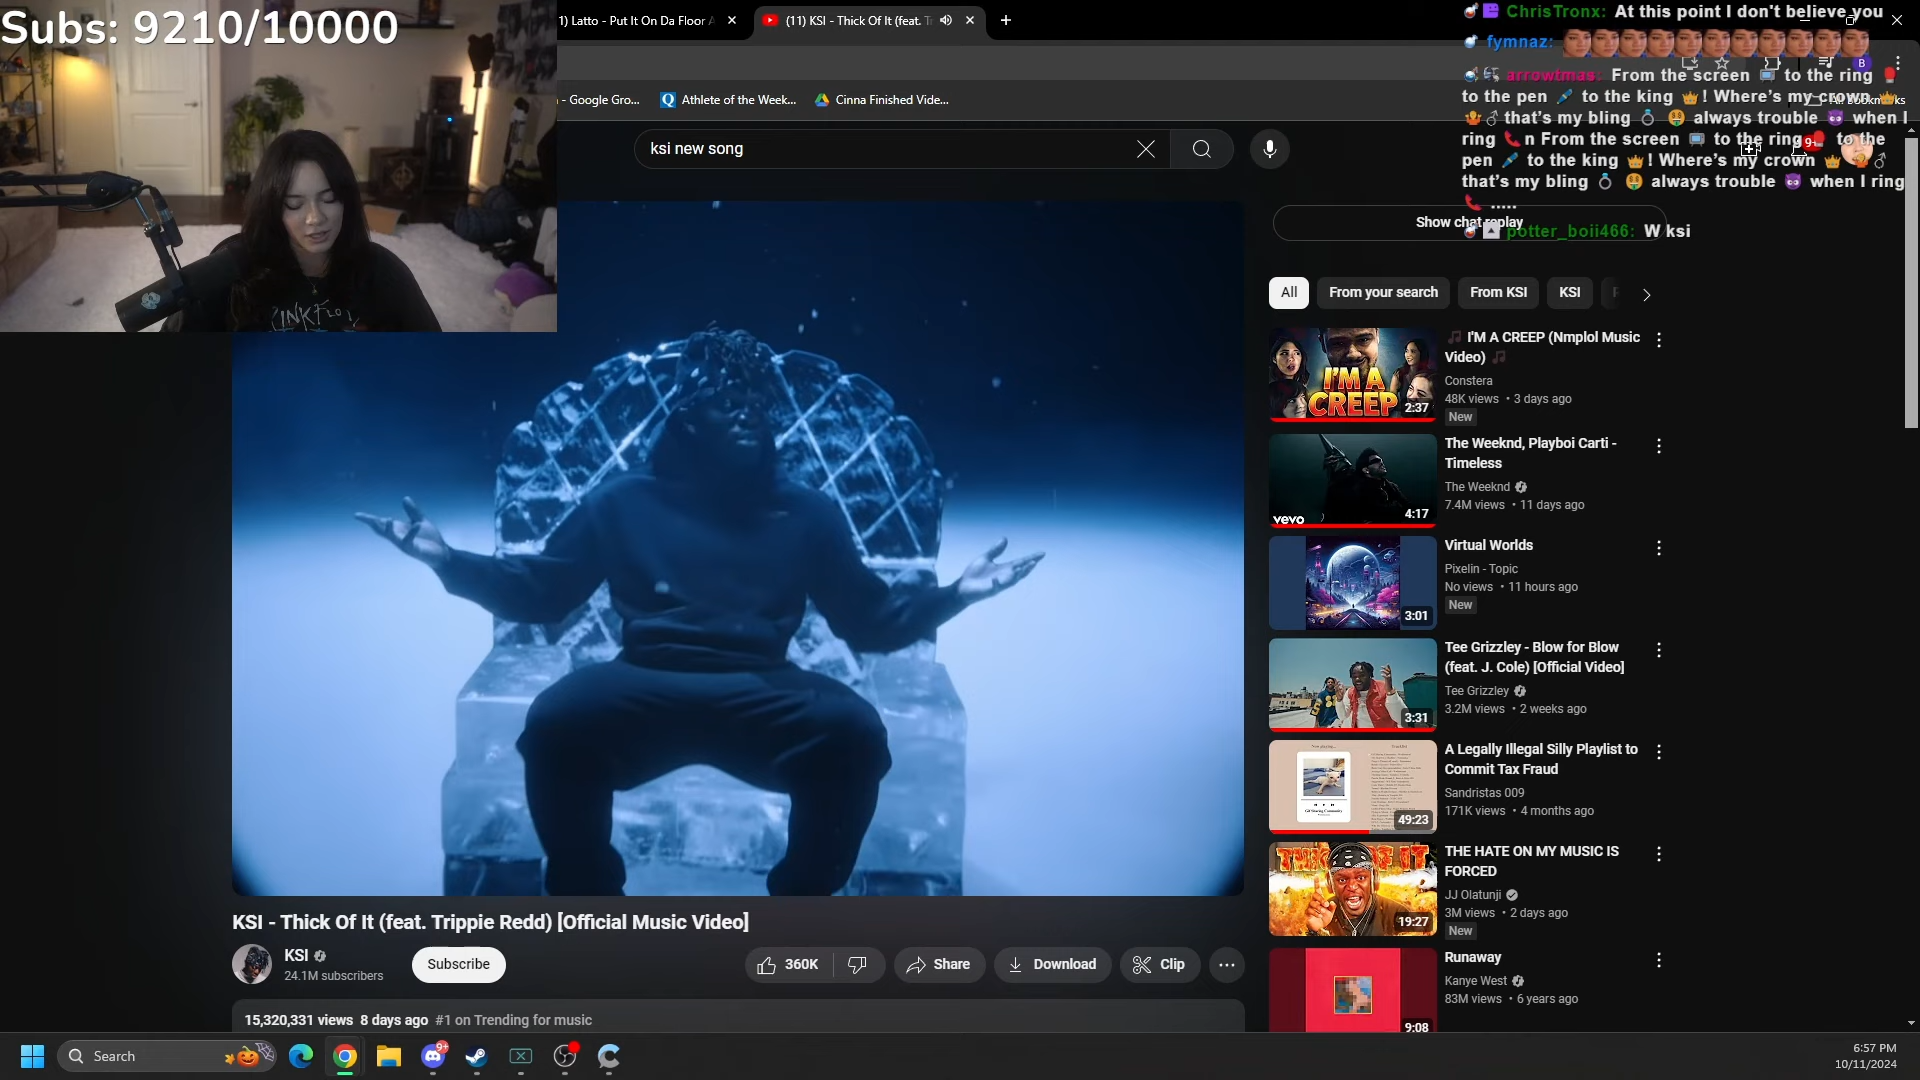 Subs: 9210/10000
1) Latto - Put It On Da Floor A
(11) KSI - Thick Of It (feat. Tr
- Google Gro...
Athlete of the Week...
Cinna Finished Vide...
All Bookmarks
ksi new song
9+
ChrisTronx: At this point I don't believe you
fymnaz:
arrowtmas: From the screen 📺 to the ring 🥊
to the pen 🖊 to the king 👑! Where's my crown 👑
🤷♂ that's my bling 💍 🤑 always trouble 😈 when I
ring 📞n From the screen 📺 to the ring 🥊 to the
pen 🖊 to the king 👑! Where's my crown 👑 🤷♂
that's my bling 💍 🤑 always trouble 😈 when I ring
📞 .....
potter_boii466: W ksi
Show chat replay
All
From your search
From KSI
KSI
🎵 I'M A CREEP (Nmplol Music
Video) 🎵
Constera
48K views • 3 days ago
New
I'M A
CREEP
2:37
The Weeknd, Playboi Carti -
Timeless
The Weeknd
7.4M views • 11 days ago
vevo
4:17
Virtual Worlds
Pixelin - Topic
No views • 11 hours ago
New
3:01
Tee Grizzley - Blow for Blow
(feat. J. Cole) [Official Video]
Tee Grizzley
3.2M views • 2 weeks ago
3:31
A Legally Illegal Silly Playlist to
Commit Tax Fraud
Sandristas 009
171K views • 4 months ago
49:23
THE HATE ON MY MUSIC IS
FORCED
JJ Olatunji
3M views • 2 days ago
New
19:27
Runaway
Kanye West
83M views • 6 years ago
9:08
KSI - Thick Of It (feat. Trippie Redd) [Official Music Video]
KSI
24.1M subscribers
Subscribe
360K
Share
Download
Clip
15,320,331 views 8 days ago #1 on Trending for music
Search
9+
6:57 PM
10/11/2024